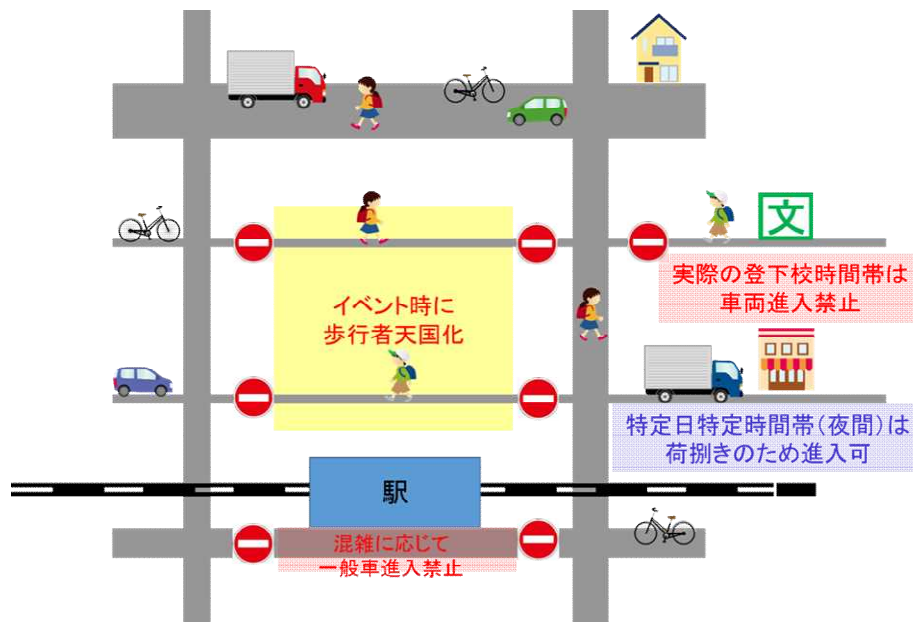 文
実際の登下校時間帯は
車両進入禁止
イベント時に
歩行者天国化
特定日特定時間帯(夜間)は
荷捌きのため進入可
駅
混雑に応じて
一般車進入禁止